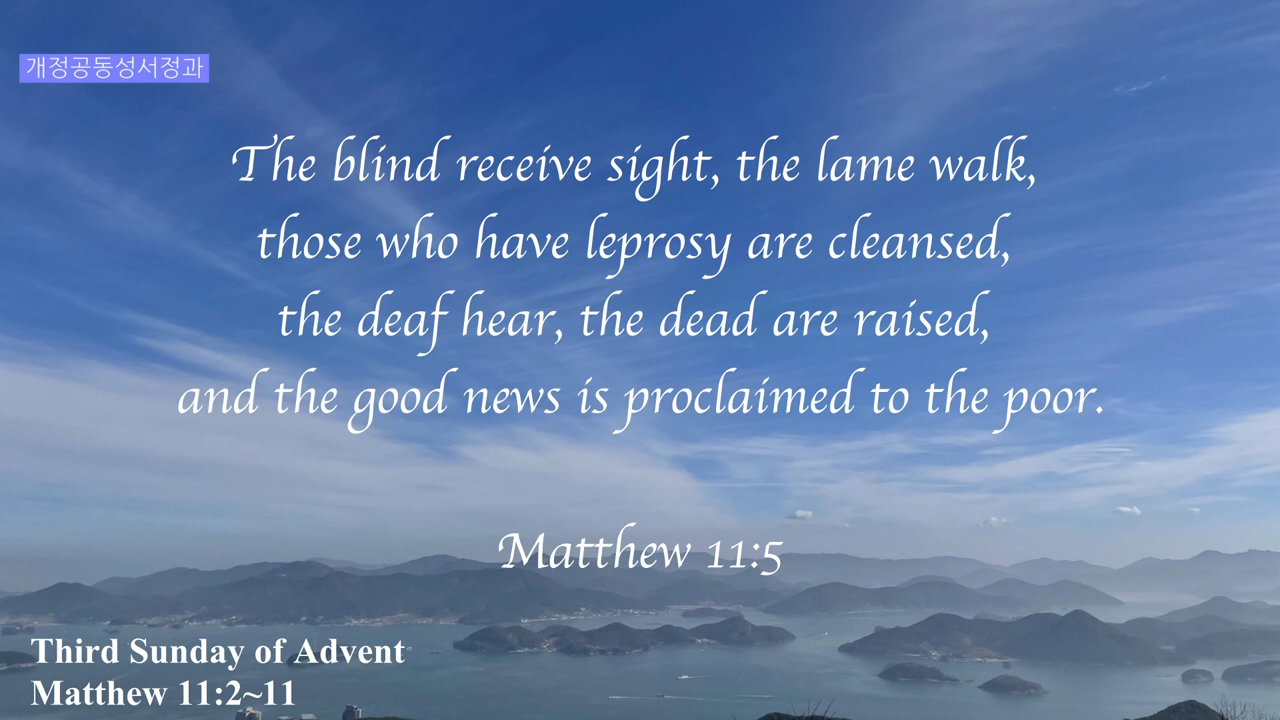 개정공동성서정과
The blind receive sight, the lame walk,
those who have leprosy are cleansed,
the deaf hear, the dead are raised,
and the good news is proclaimed to the poor.
Matthew 11:5
Third Sunday of Advent
Matthew 11:2~11